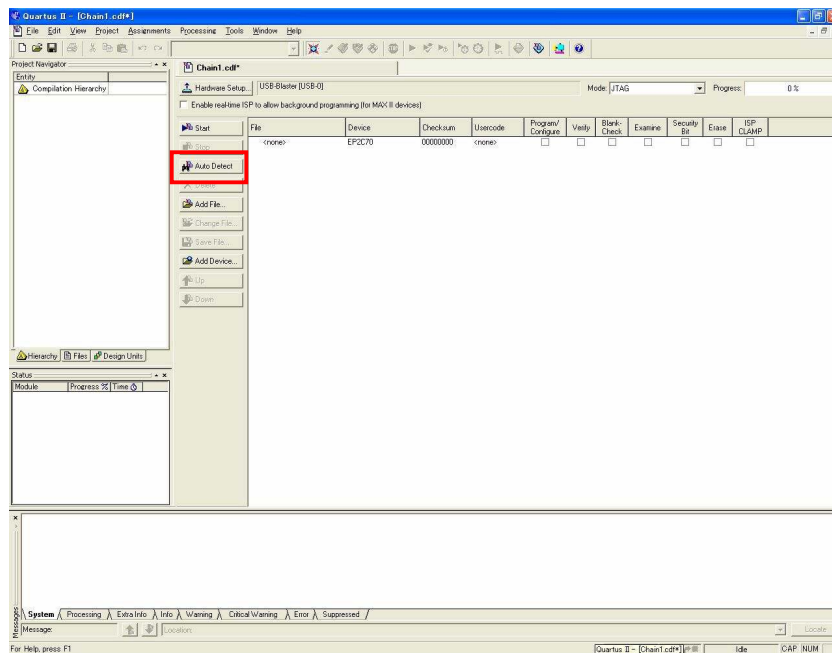 Quartus II - [Chain1.cdf*]
File Edit View Project Assignments Processing Tools Window Help
Project Navigator
Entity
Compilation Hierarchy
Hierarchy Files Design Units
Status
Module Progress % Time
Chain1.cdf*
Hardware Setup... USB-Blaster [USB-0] Mode: JTAG Progress: 0 %
Enable real-time ISP to allow background programming (for MAX II devices)
Start
Stop
Auto Detect
Delete
Add File...
Change File...
Save File...
Add Device...
Up
Down
File Device Checksum Usercode Program/Configure Verify Blank-Check Examine Security Bit Erase ISP CLAMP
<none> EP2C70 00000000 <none>
Messages
System Processing Extra Info Info Warning Critical Warning Error Suppressed
Message: Location: Locate
For Help, press F1
Quartus II - [Chain1.cdf*] Idle CAP NUM